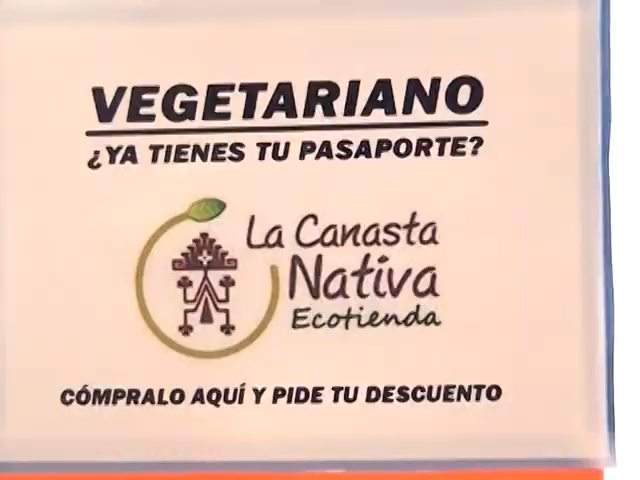 VEGETARIANO
¿YA TIENES TU PASAPORTE?
La Canasta
Nativa
Ecotienda
CÓMPRALO AQUÍ Y PIDE TU DESCUENTO